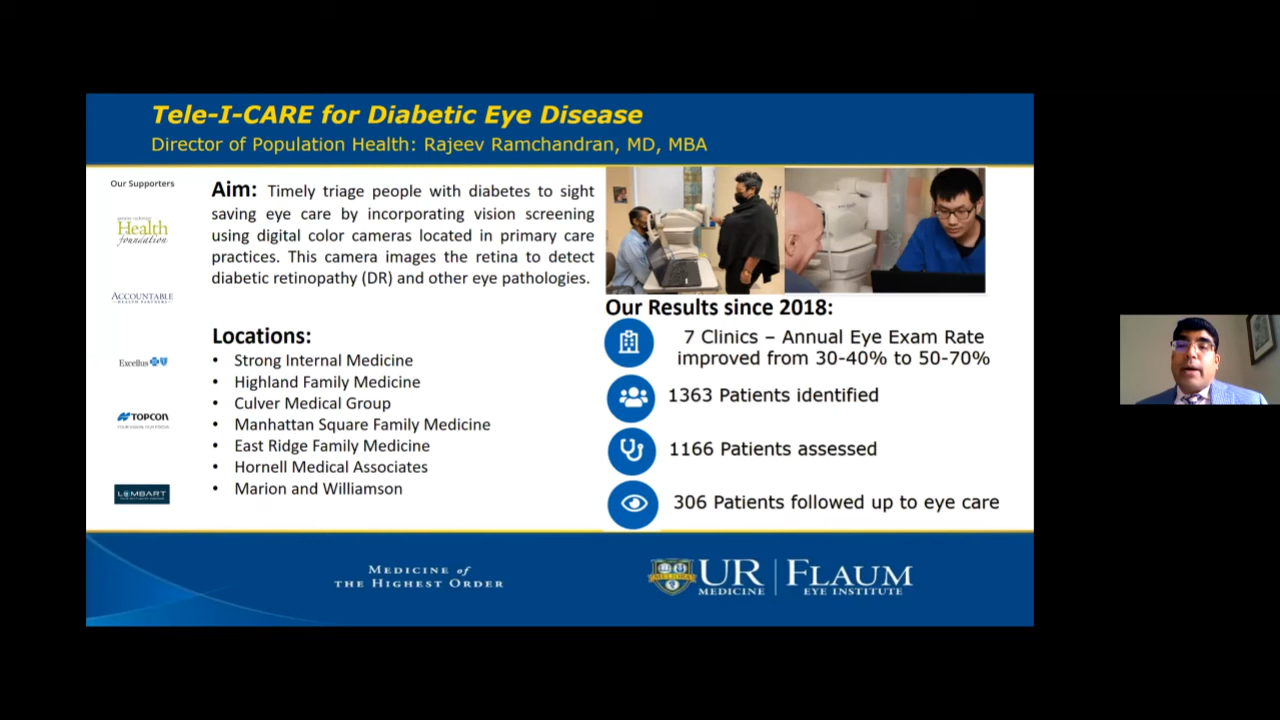 Tele-I-CARE for Diabetic Eye Disease
Director of Population Health: Rajeev Ramchandran, MD, MBA
Our Supporters
Health
foundation
ACCOUNTABLE
HEALTH PARTNERS
Excellus
TOPCON
LOMBART
Aim: Timely triage people with diabetes to sight
saving eye care by incorporating vision screening
using digital color cameras located in primary care
practices. This camera images the retina to detect
diabetic retinopathy (DR) and other eye pathologies.
Locations:
• Strong Internal Medicine
• Highland Family Medicine
• Culver Medical Group
• Manhattan Square Family Medicine
• East Ridge Family Medicine
• Hornell Medical Associates
• Marion and Williamson
Our Results since 2018:
7 Clinics – Annual Eye Exam Rate
improved from 30-40% to 50-70%
1363 Patients identified
1166 Patients assessed
306 Patients followed up to eye care
MEDICINE of
THE HIGHEST ORDER
MELIORA
UR
MEDICINE
FLAUM
EYE INSTITUTE